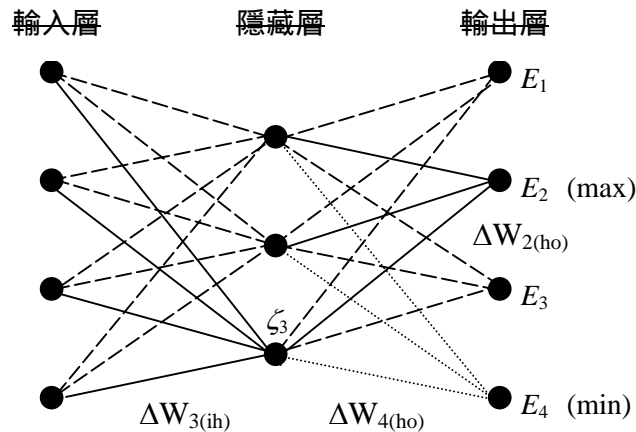 輸入層 隱藏層 輸出層
E₁
E₂ (max)
ΔW₂₍ₕₒ₎
E₃
ζ₃
E₄ (min)
ΔW₃₍ᵢₕ₎ ΔW₄₍ₕₒ₎